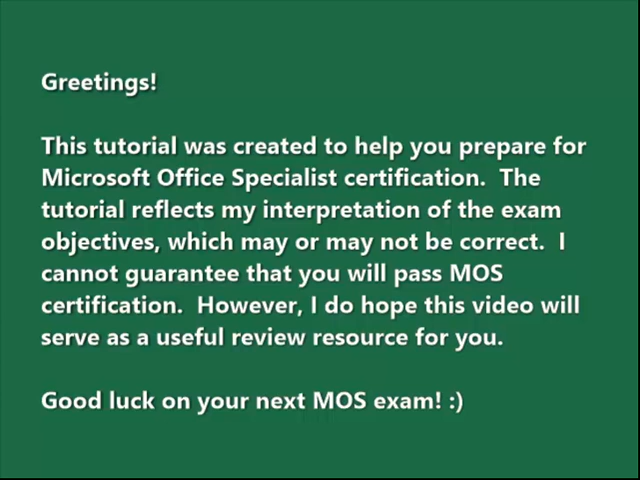 Greetings!
This tutorial was created to help you prepare for
Microsoft Office Specialist certification.  The
tutorial reflects my interpretation of the exam
objectives, which may or may not be correct.  I
cannot guarantee that you will pass MOS
certification.  However, I do hope this video will
serve as a useful review resource for you.
Good luck on your next MOS exam! :)